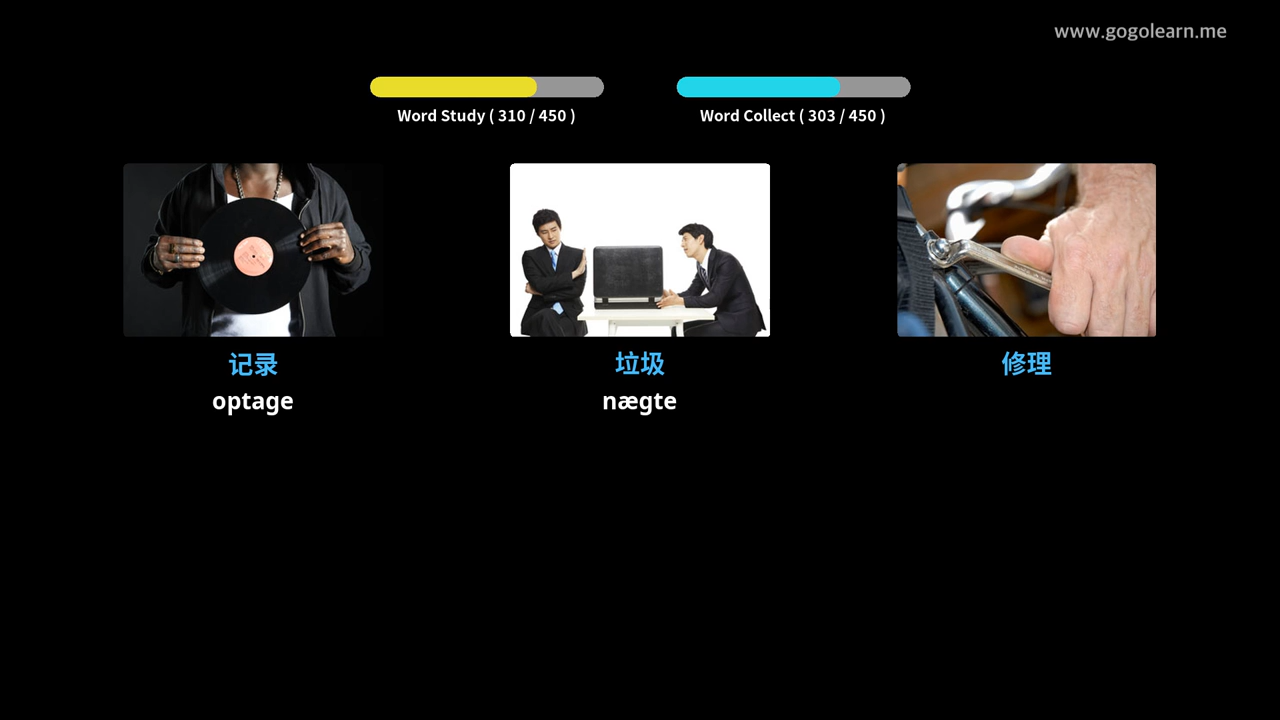 www.gogolearn.me
Word Study ( 310 / 450 )
Word Collect ( 303 / 450 )
记录
垃圾
修理
optage
nægte